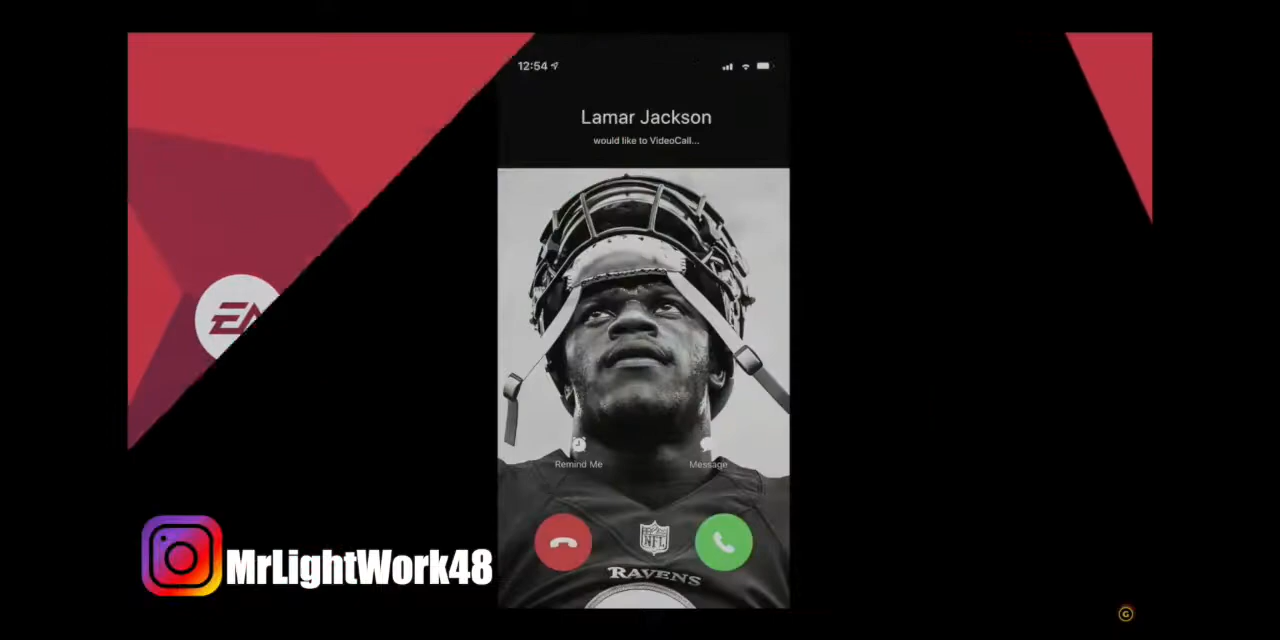 12:54
Lamar Jackson
would like to VideoCall...
EA
Remind Me
Message
NFL
RAVENS
MrLightWork48
G